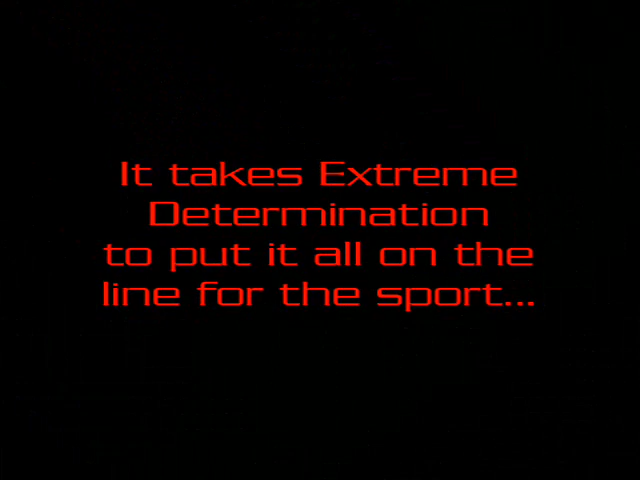 It takes Extreme
Determination
to put it all on the
line for the sport...